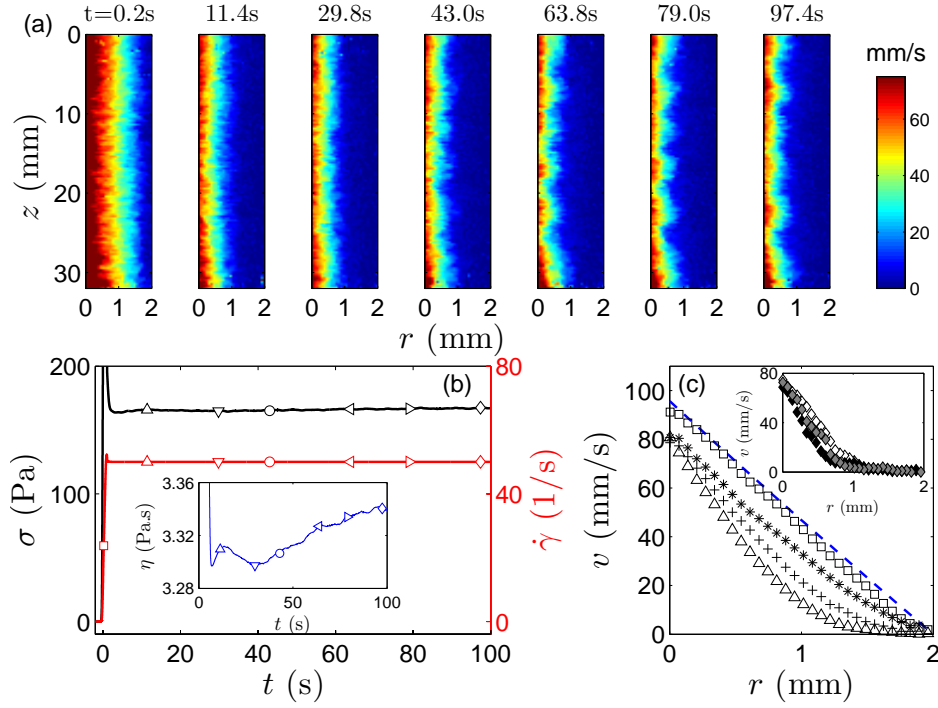 t=0.2s 11.4s 29.8s 43.0s 63.8s 79.0s 97.4s
(a)
mm/s
0
10
20
30
z (mm)
0 1 2 0 1 2 0 1 2 0 1 2 0 1 2 0 1 2 0 1 2
r (mm)
60
40
20
0
(b)
200
100
0
σ (Pa)
80
40
0
γ̇ (1/s)
0 20 40 60 80 100
t (s)
3.36
3.32
3.28
η (Pa.s)
0 50 100
t (s)
(c)
100
80
60
40
20
0
v (mm/s)
0 1 2
r (mm)
80
40
0
v (mm/s)
0 1 2
r (mm)